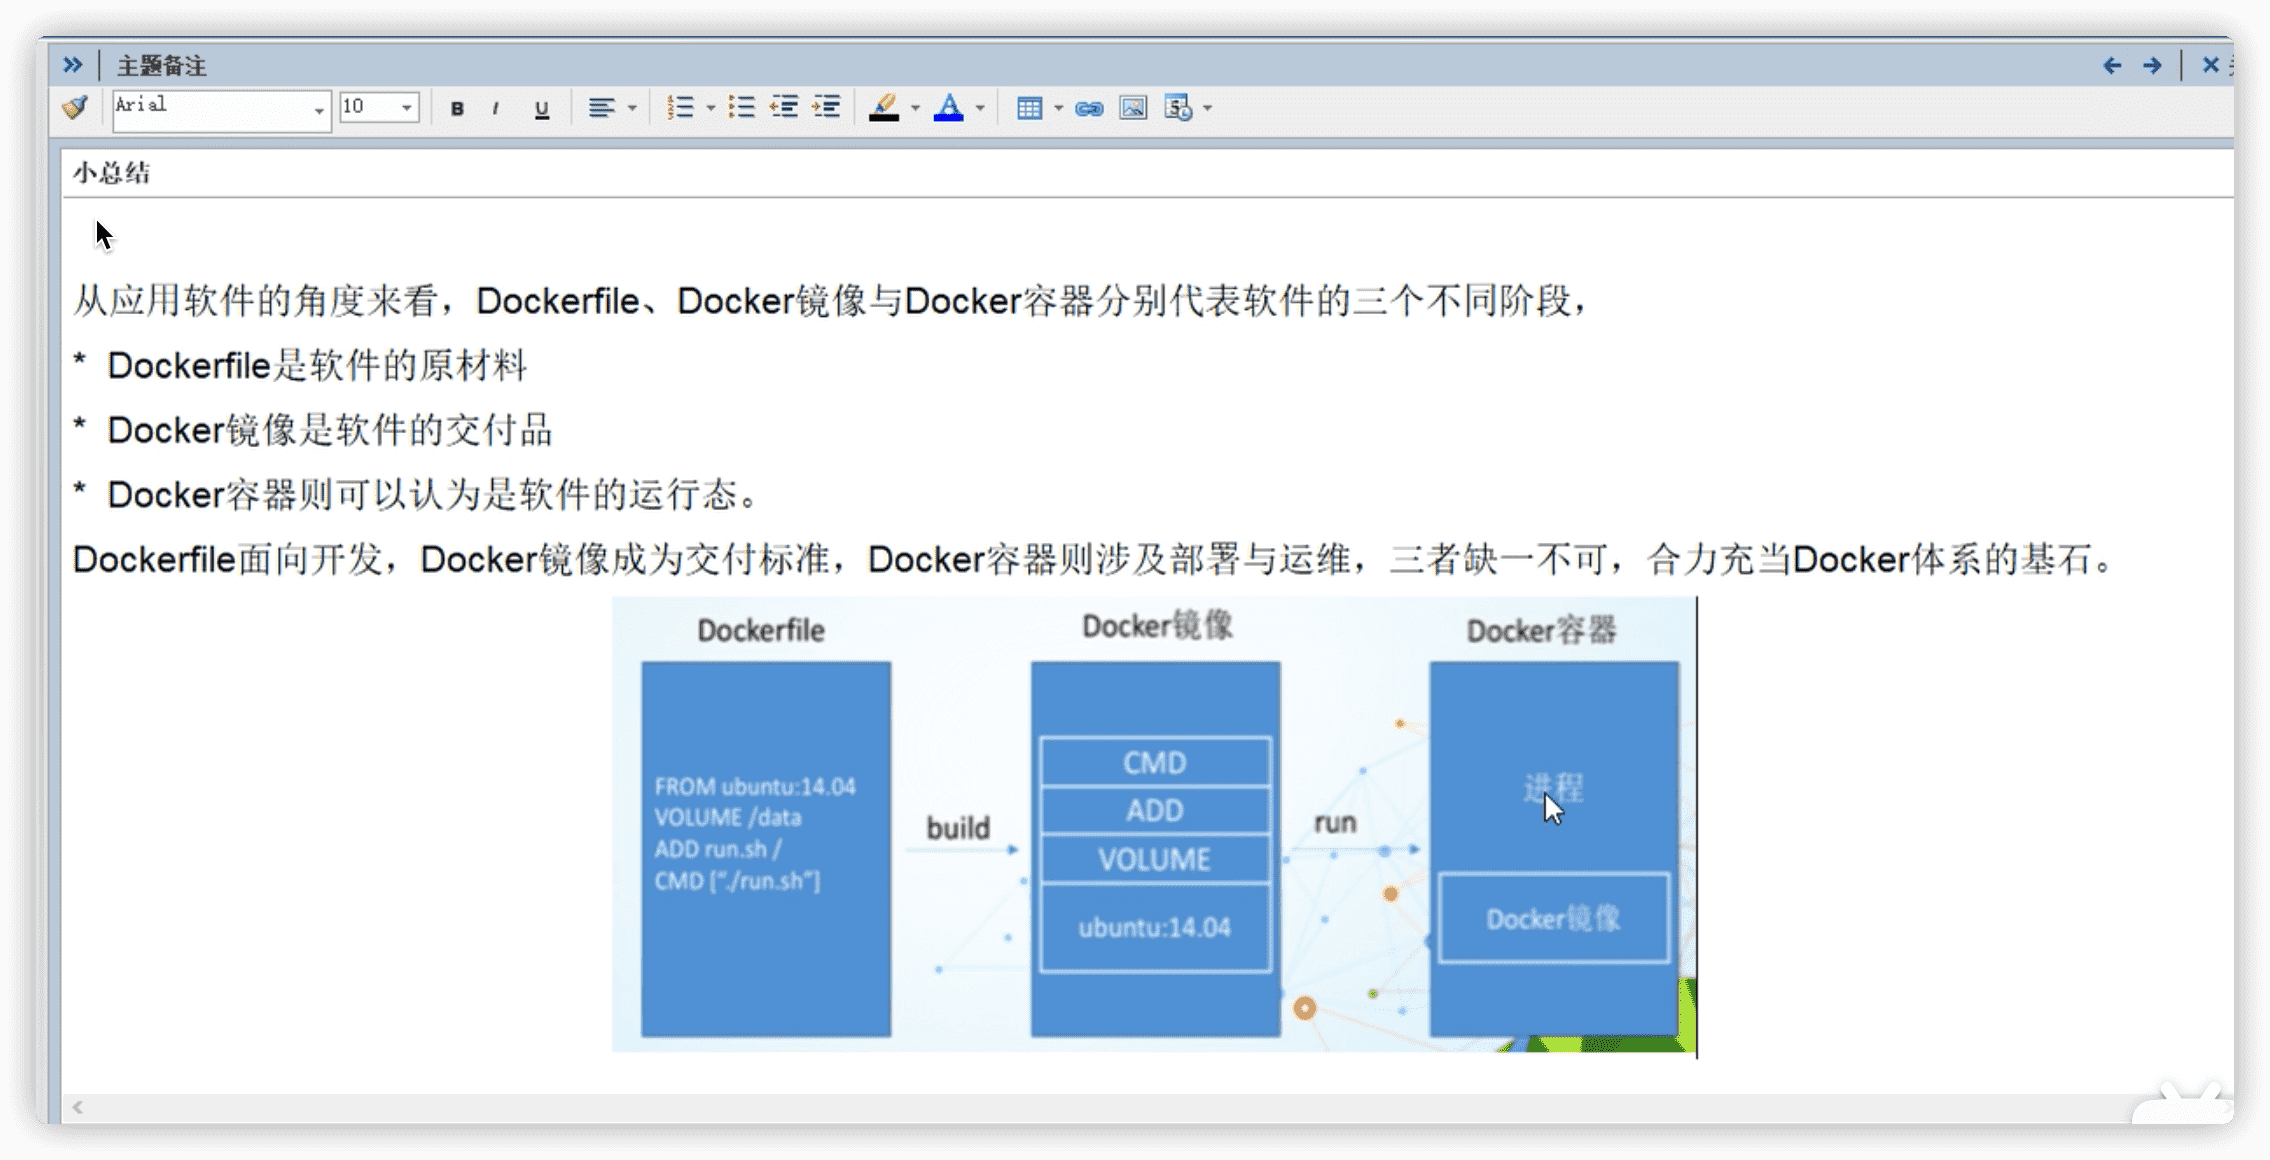 主题备注
Arial
10
B I U
小总结
从应用软件的角度来看，Dockerfile、Docker镜像与Docker容器分别代表软件的三个不同阶段，
* Dockerfile是软件的原材料
* Docker镜像是软件的交付品
* Docker容器则可以认为是软件的运行态。
Dockerfile面向开发，Docker镜像成为交付标准，Docker容器则涉及部署与运维，三者缺一不可，合力充当Docker体系的基石。
Dockerfile
FROM ubuntu:14.04
VOLUME /data
ADD run.sh /
CMD ["./run.sh"]
build
Docker镜像
CMD
ADD
VOLUME
ubuntu:14.04
run
Docker容器
进程
Docker镜像